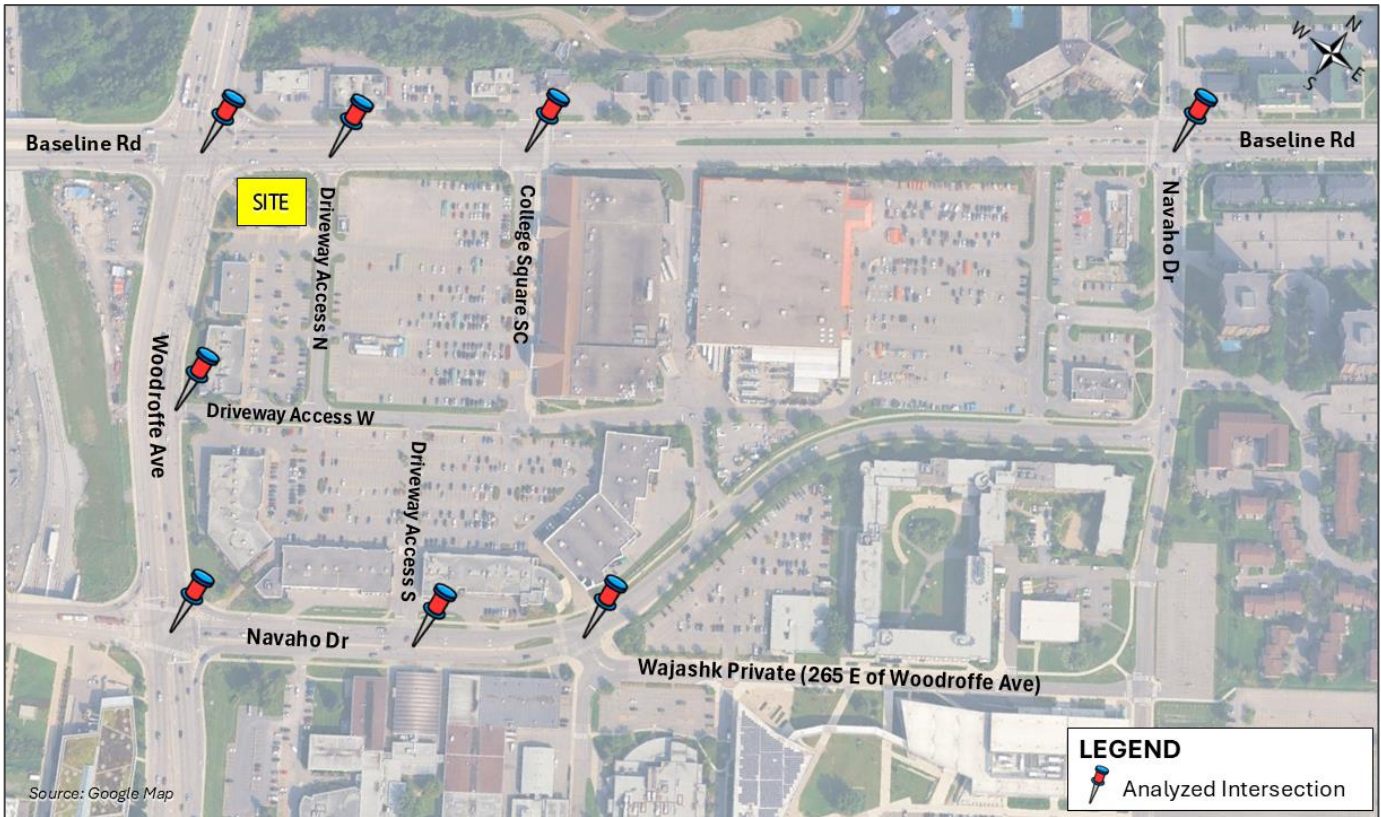 N
W
E
S
Baseline Rd
Baseline Rd
SITE
Driveway Access N
College Square SC
Navaho Dr
Woodroffe Ave
Driveway Access W
Driveway Access S
Navaho Dr
Wajashk Private (265 E of Woodroffe Ave)
LEGEND
Analyzed Intersection
Source: Google Map